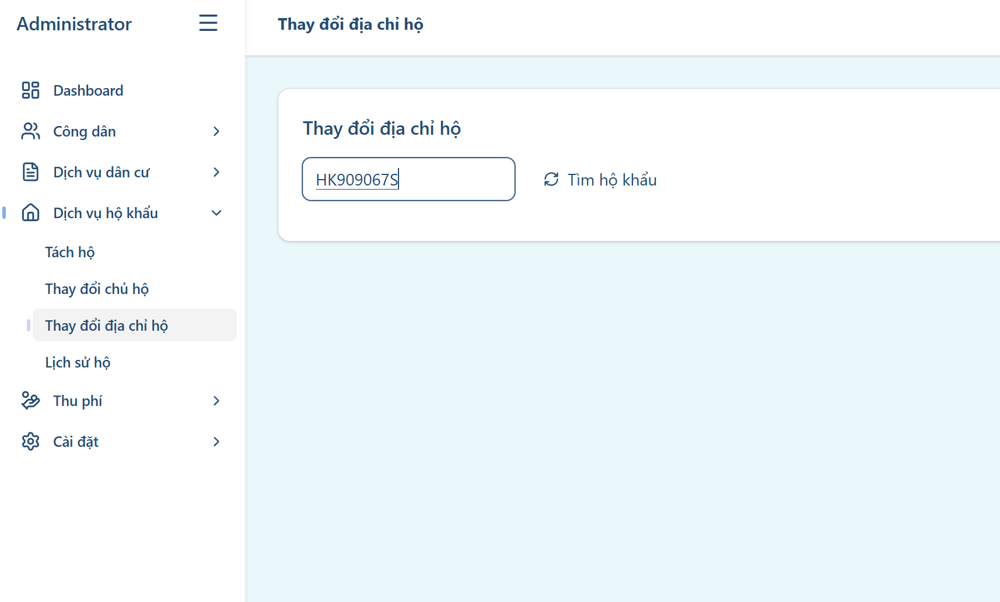 Administrator
Dashboard
Công dân
Dịch vụ dân cư
Dịch vụ hộ khẩu
Tách hộ
Thay đổi chủ hộ
Thay đổi địa chỉ hộ
Lịch sử hộ
Thu phí
Cài đặt
Thay đổi địa chỉ hộ
Thay đổi địa chỉ hộ
HK909067S
Tìm hộ khẩu